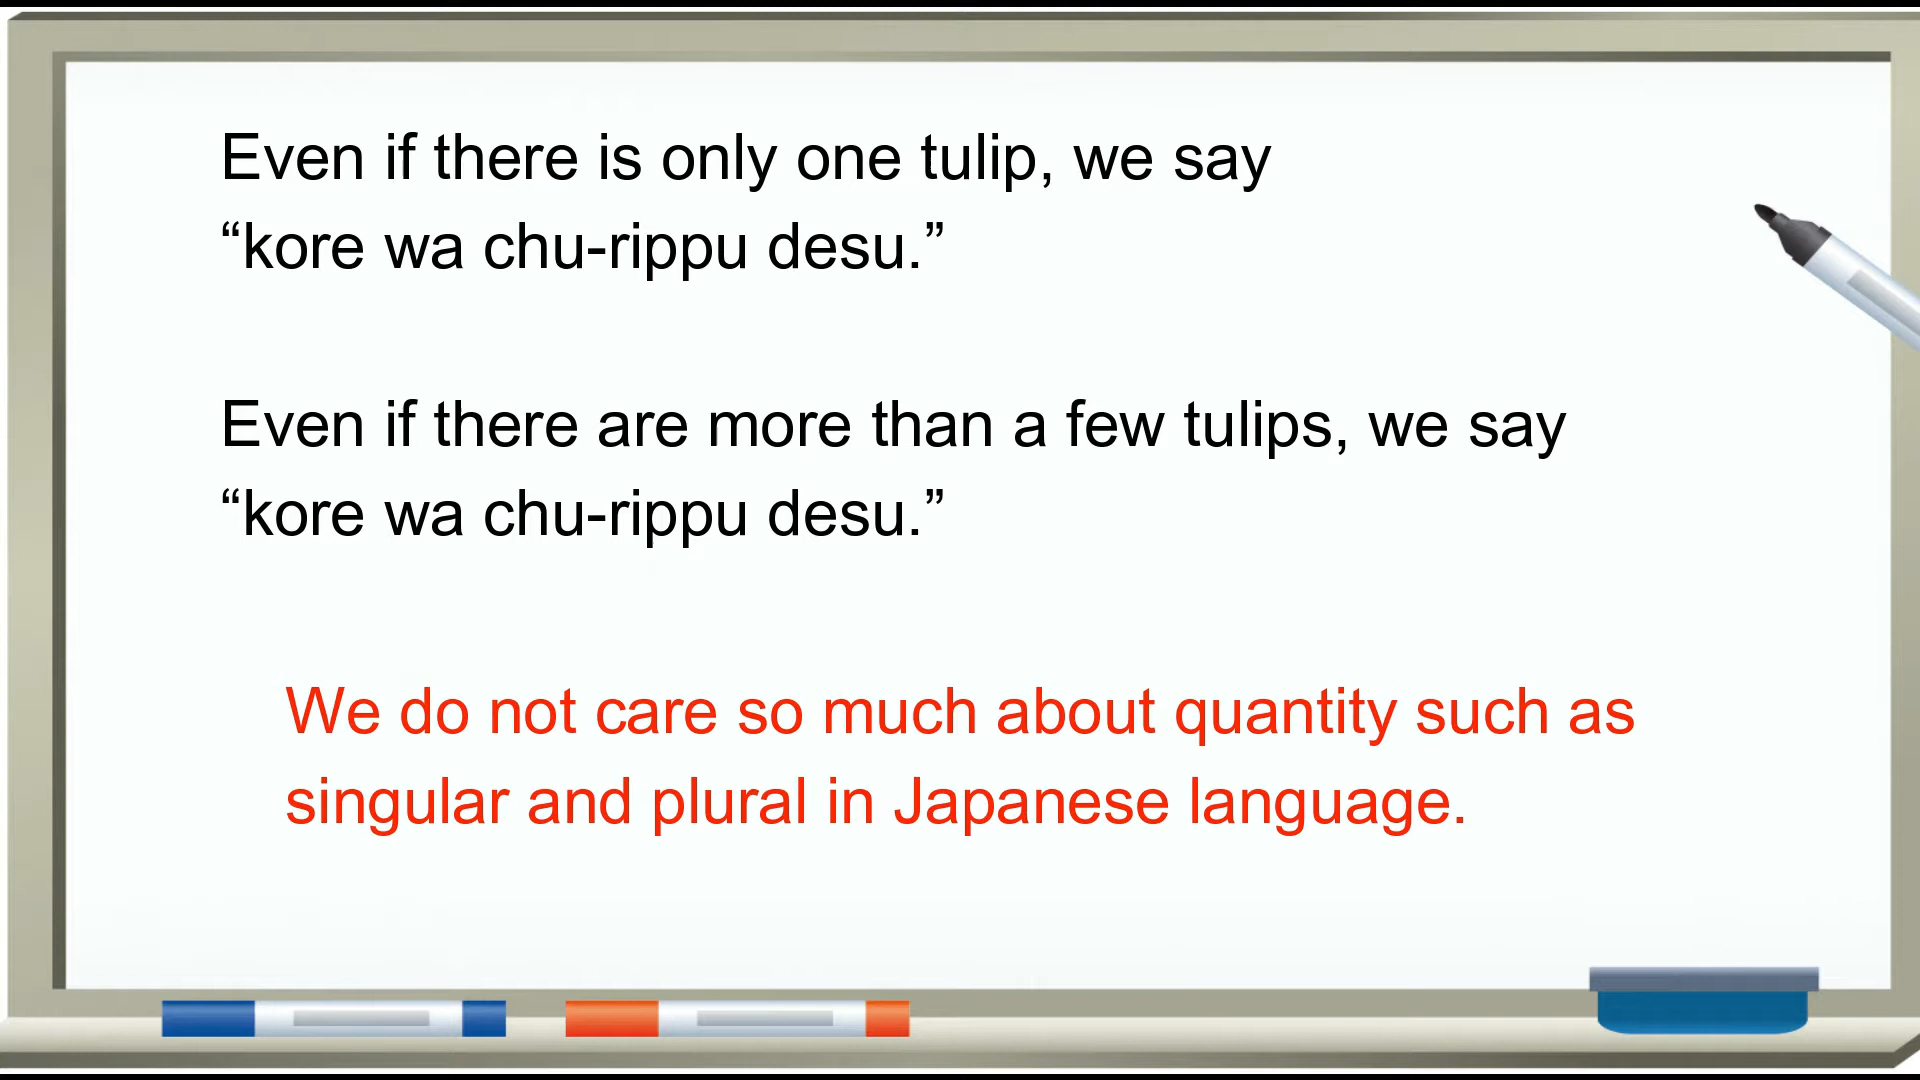 Even if there is only one tulip, we say
“kore wa chu-rippu desu.”
Even if there are more than a few tulips, we say
“kore wa chu-rippu desu.”
We do not care so much about quantity such as
singular and plural in Japanese language.